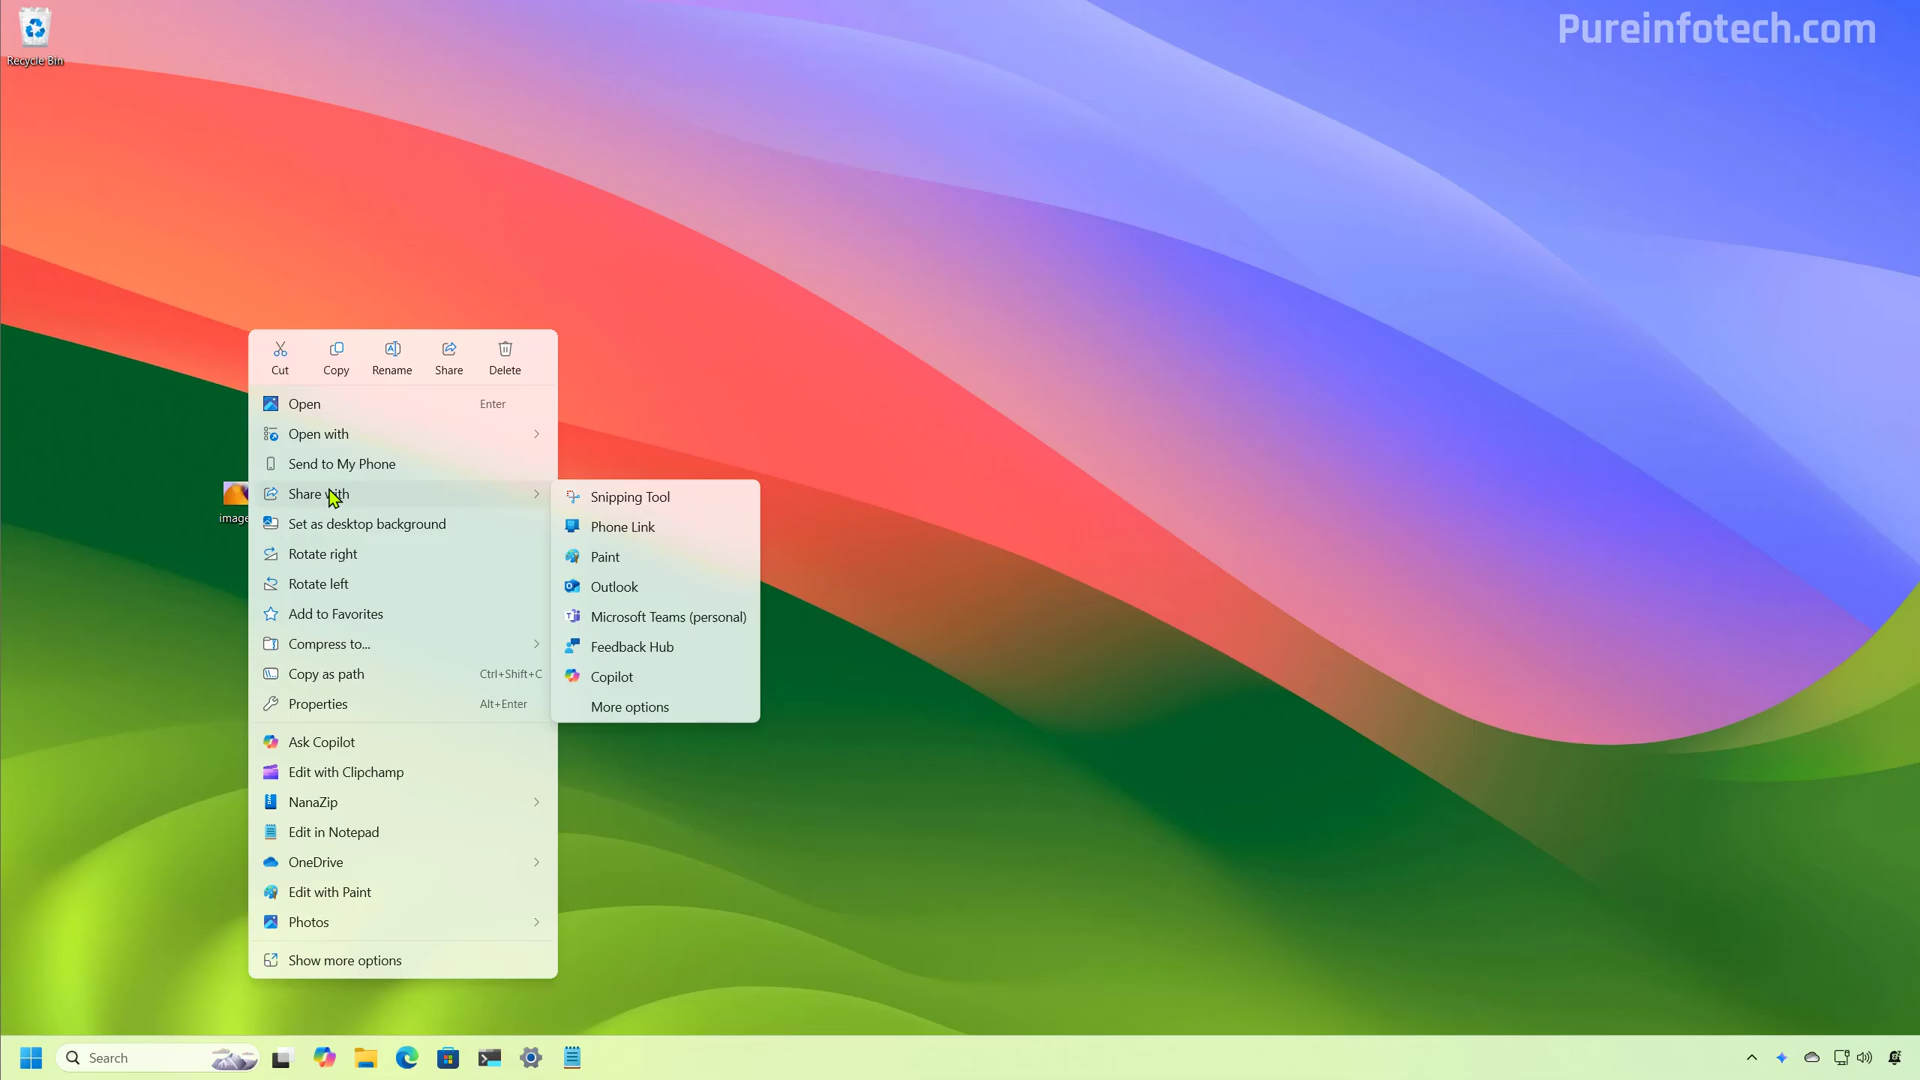 Pureinfotech.com
Recycle Bin
Cut Copy Rename Share Delete
Open Enter
Open with
Send to My Phone
image
Share with
Set as desktop background
Rotate right
Rotate left
Add to Favorites
Compress to...
Copy as path Ctrl+Shift+C
Properties Alt+Enter
Ask Copilot
Edit with Clipchamp
NanaZip
Edit in Notepad
OneDrive
Edit with Paint
Photos
Show more options
Snipping Tool
Phone Link
Paint
Outlook
Microsoft Teams (personal)
Feedback Hub
Copilot
More options
Search